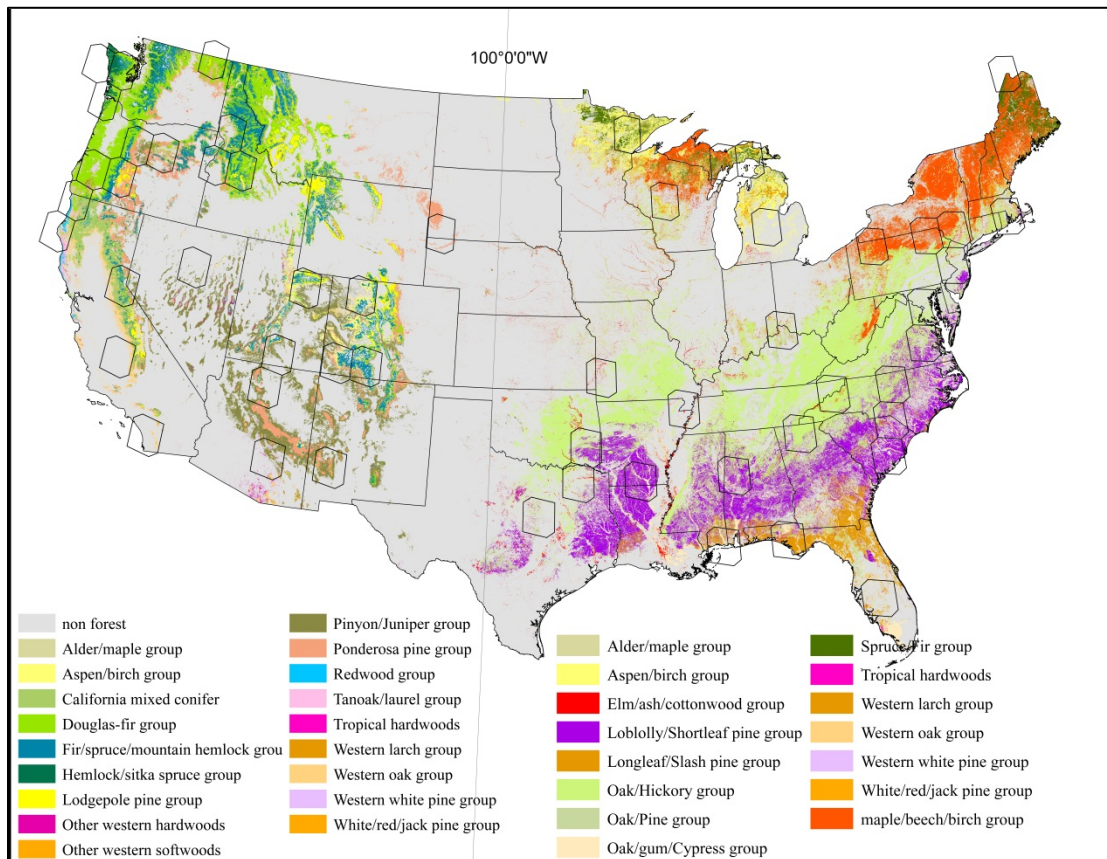 100°0'0"W
non forest
Alder/maple group
Aspen/birch group
California mixed conifer
Douglas-fir group
Fir/spruce/mountain hemlock grou
Hemlock/sitka spruce group
Lodgepole pine group
Other western hardwoods
Other western softwoods
Pinyon/Juniper group
Ponderosa pine group
Redwood group
Tanoak/laurel group
Tropical hardwoods
Western larch group
Western oak group
Western white pine group
White/red/jack pine group
Alder/maple group
Aspen/birch group
Elm/ash/cottonwood group
Loblolly/Shortleaf pine group
Longleaf/Slash pine group
Oak/Hickory group
Oak/Pine group
Oak/gum/Cypress group
Spruce/Fir group
Tropical hardwoods
Western larch group
Western oak group
Western white pine group
White/red/jack pine group
maple/beech/birch group